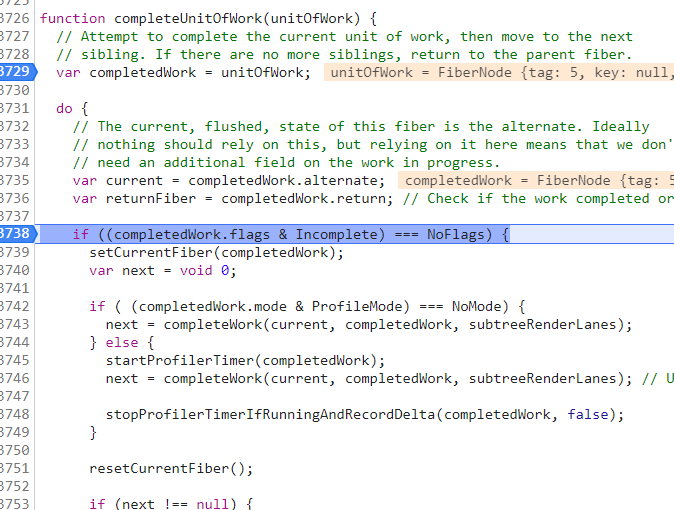 3726 function completeUnitOfWork(unitOfWork) {
3727 // Attempt to complete the current unit of work, then move to the next
3728 // sibling. If there are no more siblings, return to the parent fiber.
3729 var completedWork = unitOfWork; unitOfWork = FiberNode {tag: 5, key: null,
3730
3731 do {
3732 // The current, flushed, state of this fiber is the alternate. Ideally
3733 // nothing should rely on this, but relying on it here means that we don'
3734 // need an additional field on the work in progress.
3735 var current = completedWork.alternate; completedWork = FiberNode {tag: 5
3736 var returnFiber = completedWork.return; // Check if the work completed or
3737
3738 if ((completedWork.flags & Incomplete) === NoFlags) {
3739 setCurrentFiber(completedWork);
3740 var next = void 0;
3741
3742 if ( (completedWork.mode & ProfileMode) === NoMode) {
3743 next = completeWork(current, completedWork, subtreeRenderLanes);
3744 } else {
3745 startProfilerTimer(completedWork);
3746 next = completeWork(current, completedWork, subtreeRenderLanes); // U
3747
3748 stopProfilerTimerIfRunningAndRecordDelta(completedWork, false);
3749 }
3750
3751 resetCurrentFiber();
3752
3753 if (next !== null) {